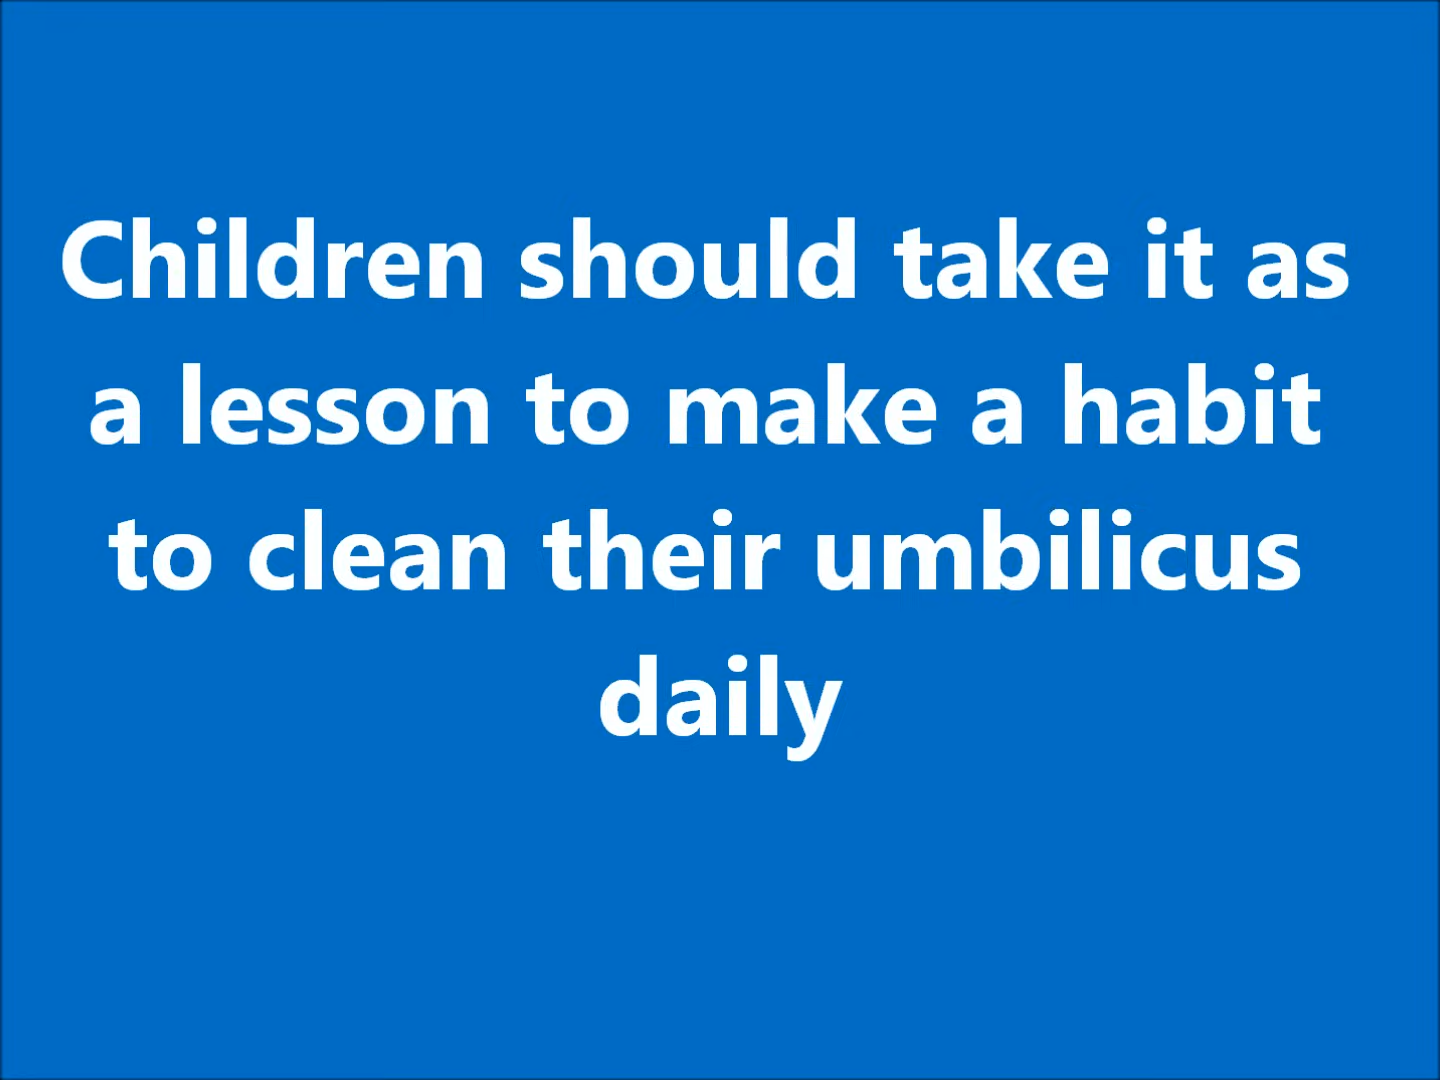 Children should take it as
a lesson to make a habit
to clean their umbilicus
daily